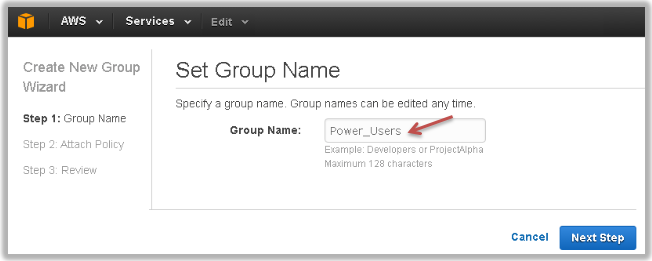 AWS Services Edit
Create New Group
Wizard
Step 1: Group Name
Step 2: Attach Policy
Step 3: Review
Set Group Name
Specify a group name. Group names can be edited any time.
Group Name: Power_Users
Example: Developers or ProjectAlpha
Maximum 128 characters
Cancel Next Step